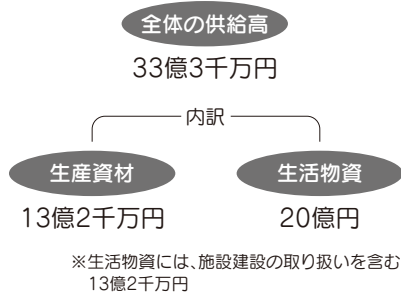 全体の供給高
33億3千万円
内訳
生産資材
生活物資
13億2千万円
20億円
※生活物資には、施設建設の取り扱いを含む
13億2千万円